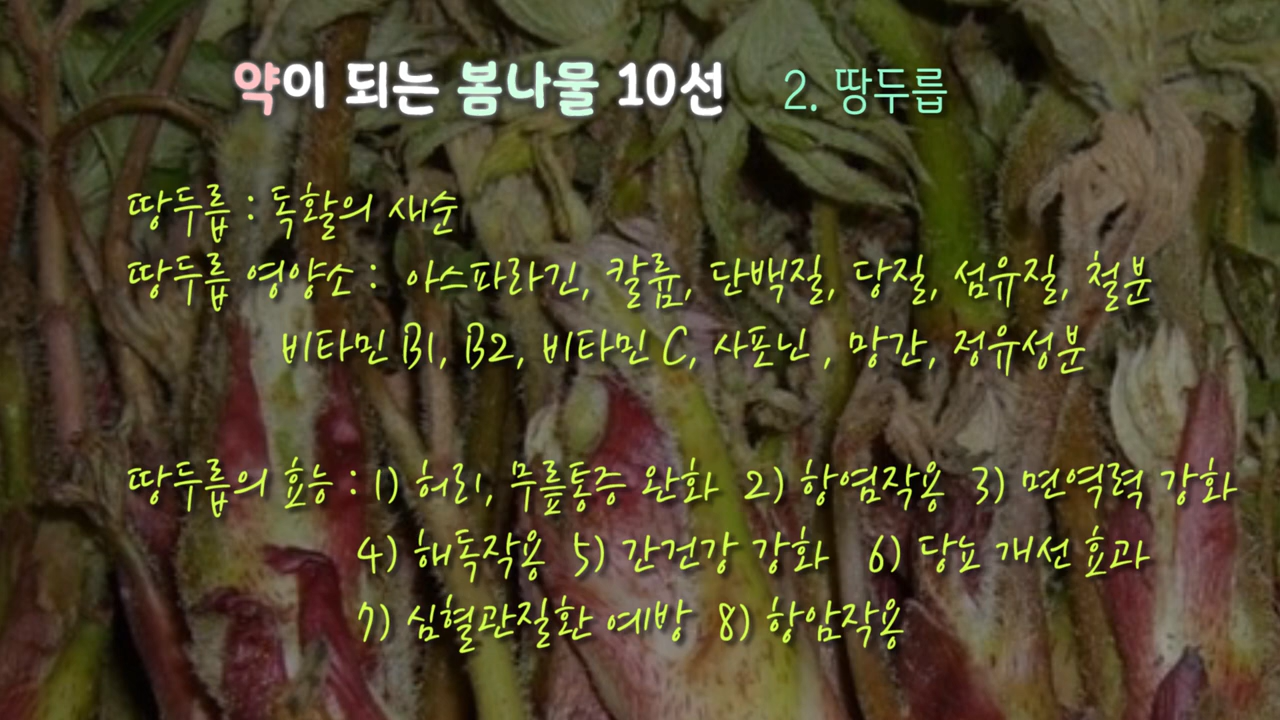 약이 되는 봄나물 10선 2. 땅두릅
땅두릅 : 독활의 새순
땅두릅 영양소 : 아스파라긴, 칼륨, 단백질, 당질, 섬유질, 철분
비타민 B1, B2, 비타민 C, 사포닌 , 망간, 정유성분
땅두릅의 효능 : 1) 허리, 무릎통증 완화 2) 항염작용 3) 면역력 강화
4) 해독작용 5) 간건강 강화 6) 당뇨 개선 효과
7) 심혈관질환 예방 8) 항암작용